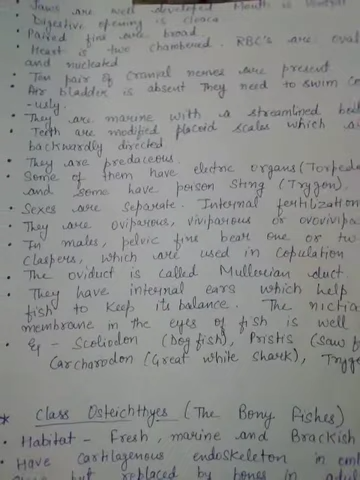 Jaws are well developed Mouth is ventral
• Digestive opening is cloaca
• Paired fins are broad
• Heart is two chambered. RBC's are oval
and nucleated
• Ten pair of cranial nerves are present
• Air bladder is absent They need to swim co
-usly.
• They are marine with a streamlined bod
• Teeth are modified placoid scales which a
backwardly directed
• They are predaceous.
• Some of them have electric organs (Torped
and some have poison sting (Trygon).
• Sexes are separate. Internal fertilization
• They are oviparous, viviparous or ovovivipa
• In males, pelvic fins bear one or two
claspers, which are used in copulation
• The oviduct is called Mullerian duct.
• They have internal ears which help
fish to keep its balance. The nictia
membrane in the eyes of fish is well
• Eg - Scoliodon (Dog fish), Pristis (Saw f
Carcharodon (Great white shark), Tryg
* Class Osteichthyes (The Bony Fishes)
• Habitat - Fresh, marine and Brackish
• Have cartilagenous endoskeleton in emb
but replaced by bones in adul